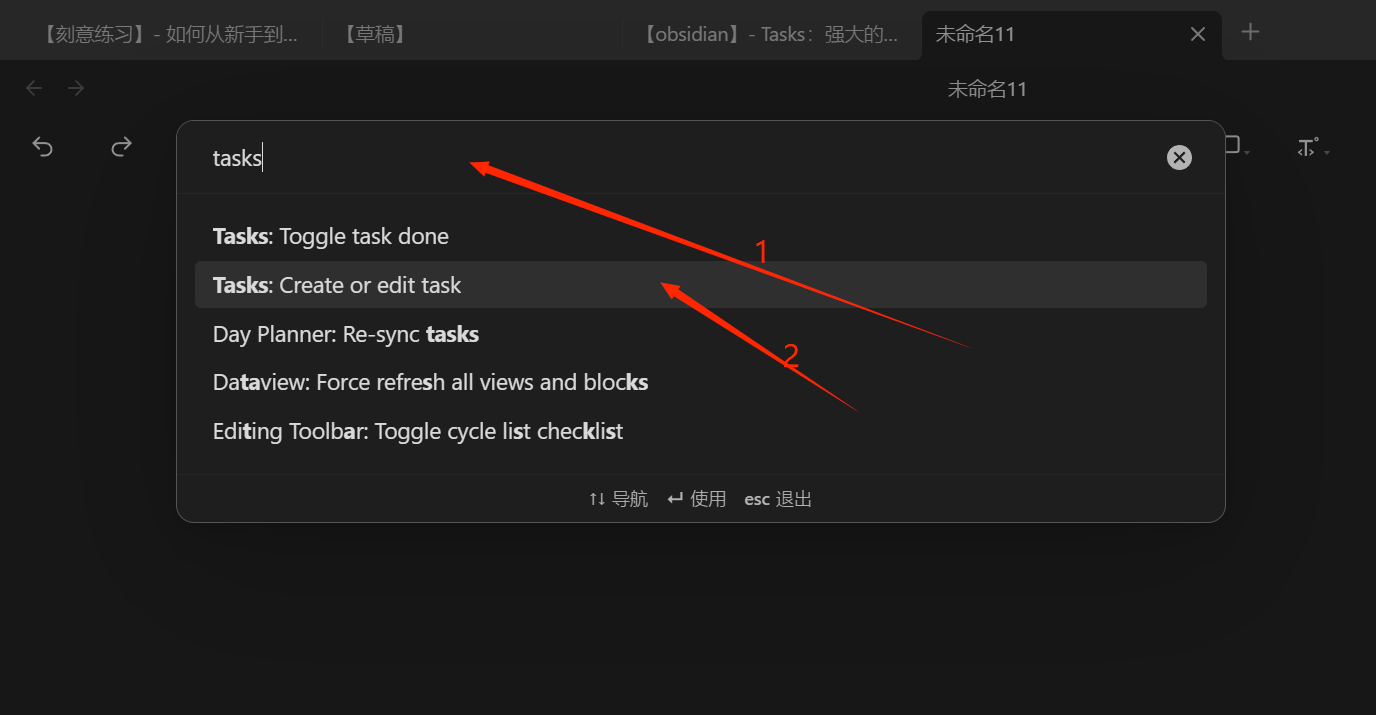 【刻意练习】- 如何从新手到...
【草稿】
【obsidian】- Tasks：强大的...
未命名11
未命名11
tasks
1
Tasks: Toggle task done
Tasks: Create or edit task
2
Day Planner: Re-sync tasks
Dataview: Force refresh all views and blocks
Editing Toolbar: Toggle cycle list checklist
↑↓ 导航 ↵ 使用 esc 退出